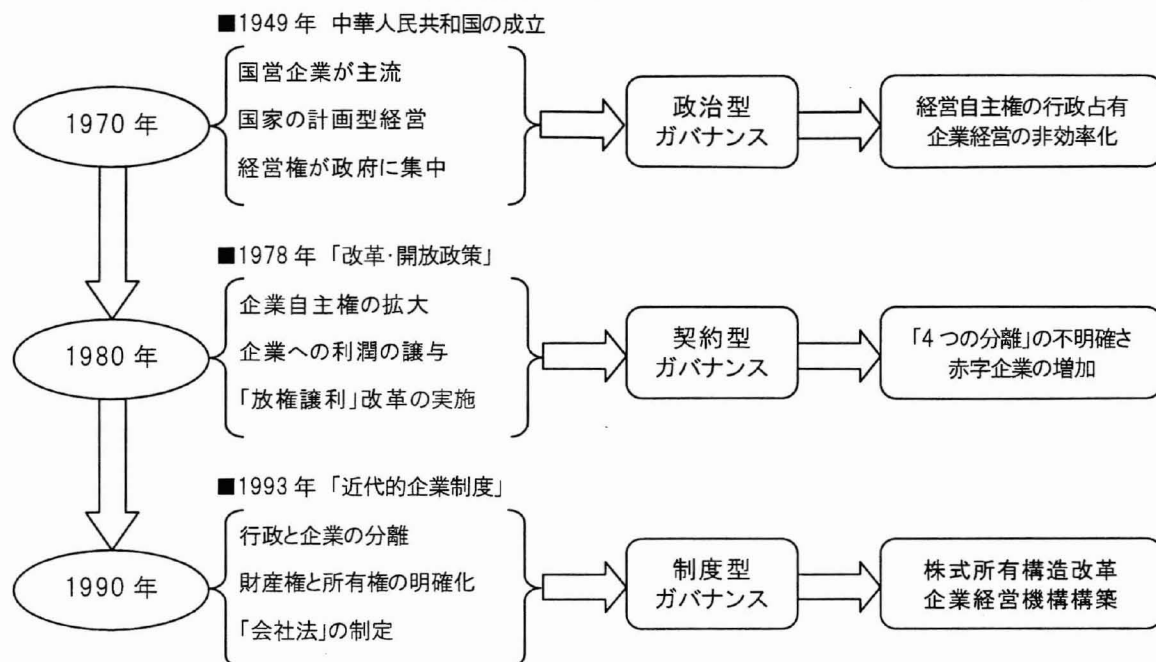 ■1949年 中華人民共和国の成立
1970年
国営企業が主流
国家の計画型経営
経営権が政府に集中
政治型
ガバナンス
経営自主権の行政占有
企業経営の非効率化
■1978年「改革・開放政策」
1980年
企業自主権の拡大
企業への利潤の譲与
「放権譲利」改革の実施
契約型
ガバナンス
「4つの分離」の不明確さ
赤字企業の増加
■1993年「近代的企業制度」
1990年
行政と企業の分離
財産権と所有権の明確化
「会社法」の制定
制度型
ガバナンス
株式所有構造改革
企業経営機構構築